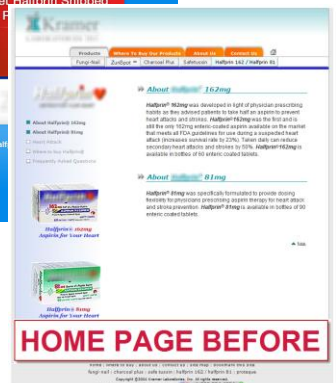 Halfprin Shipped
Kramer
LABORATORIES INC
Products
Where To Buy Our Products
About Us
Contact Us
Fungi Nail
Charcoal Plus
Safetussin
Halfprin 162 / Halfprin 81
About Halfprin® 162mg
About Halfprin® 81mg
Heart Attack
Where to buy Halfprin®
Frequently Asked Questions
About 162mg
Halfprin® 162mg was developed in light of physician prescribing
habits as they advised patients to take half an aspirin to prevent
heart attacks and strokes. Halfprin® 162mg was the first and is
still the only 162mg enteric-coated aspirin available on the market
that meets all FDA guidelines for use during a suspected heart
attack (increases survival rate by 23%). Taken daily can reduce
secondary heart attacks and strokes by 50%. Halfprin® 162mg is
available in bottles of 90 enteric coated tablets.
About 81mg
Halfprin® 81mg was specifically formulated to provide dosing
flexibility for physicians prescribing aspirin therapy for heart attack
and stroke prevention. Halfprin® 81mg is available in bottles of 90
enteric coated tablets.
Halfprin® 162mg
Aspirin for Your Heart
Halfprin® 81mg
Aspirin for Your Heart
HOME PAGE BEFORE